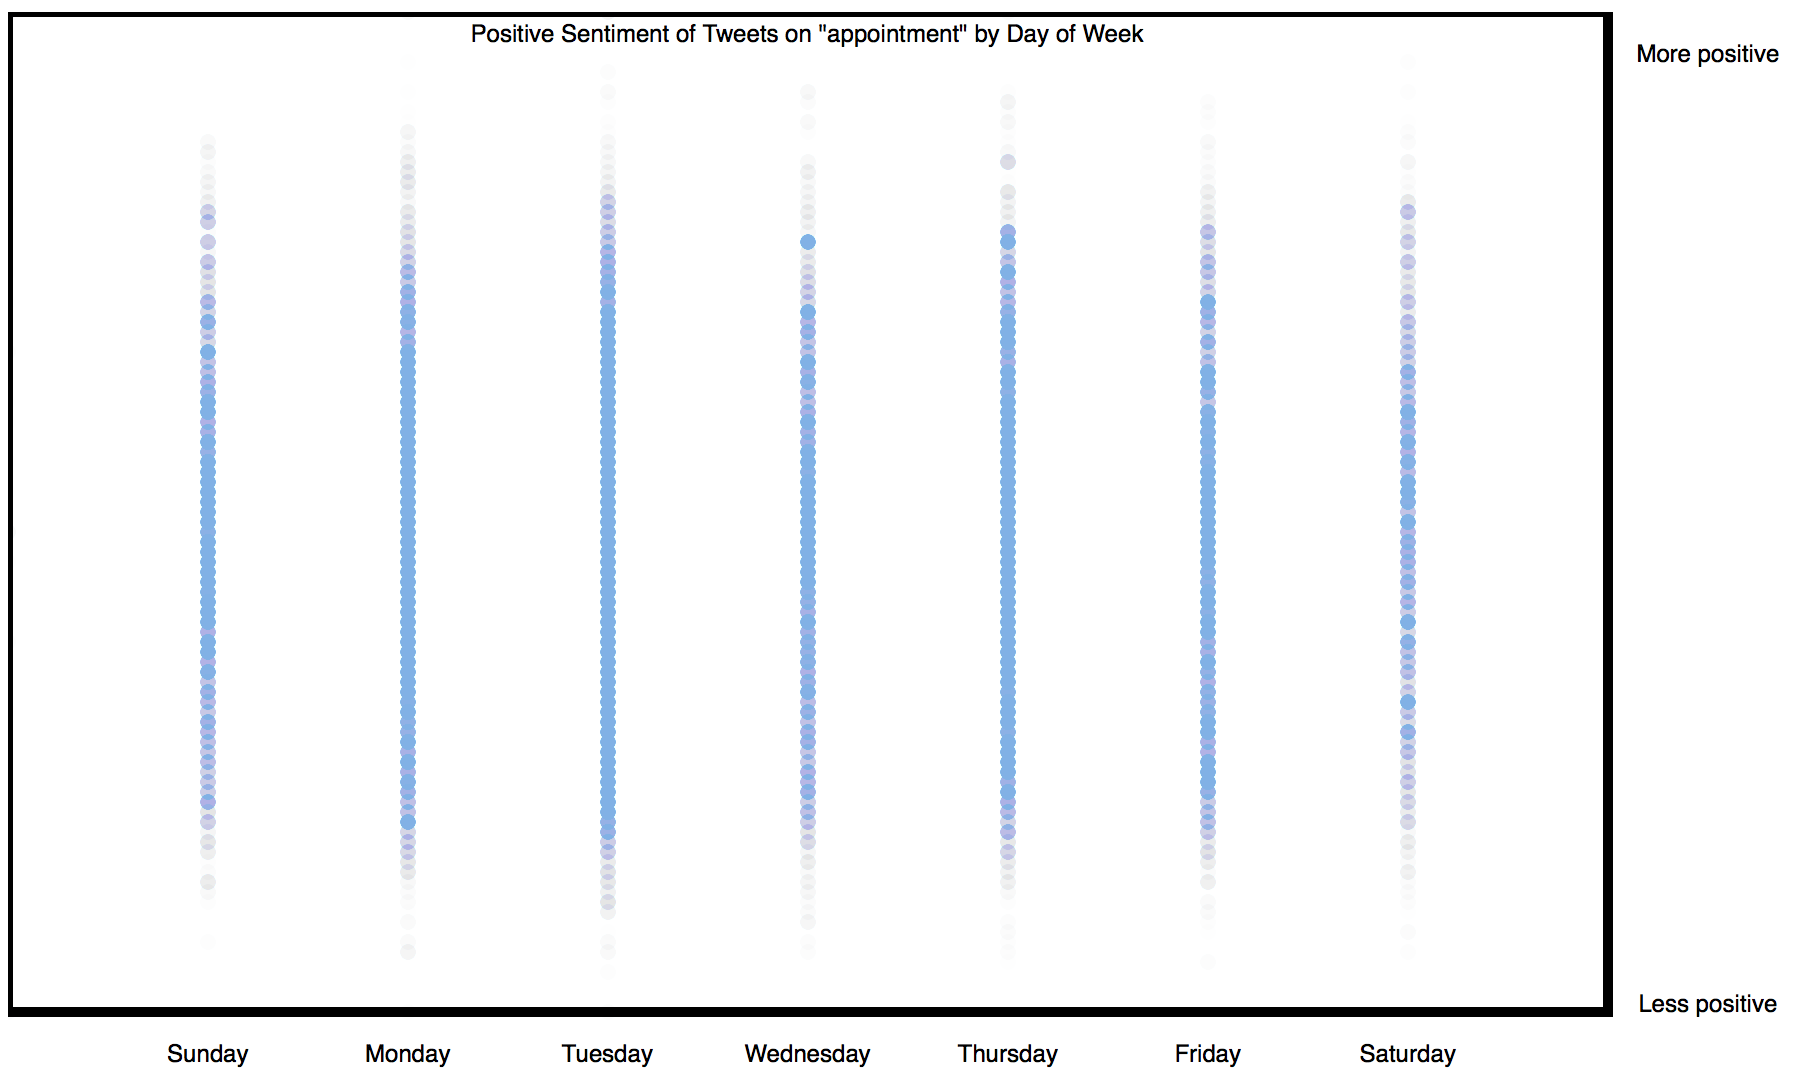 Positive Sentiment of Tweets on "appointment" by Day of Week
More positive
Less positive
Sunday Monday Tuesday Wednesday Thursday Friday Saturday